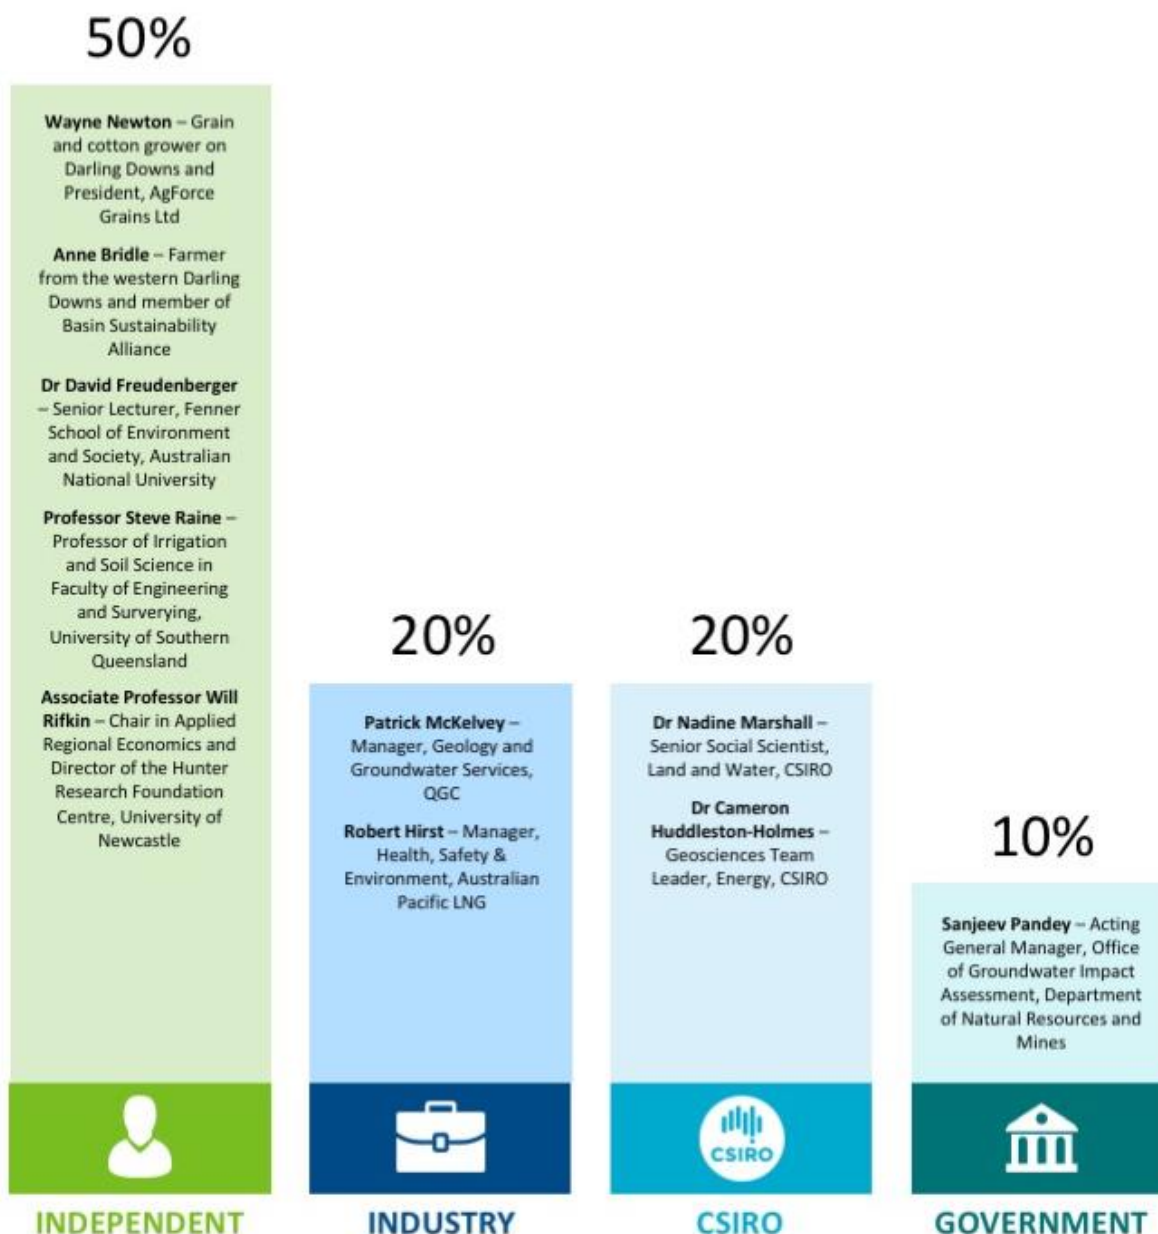 50%
Wayne Newton – Grain
and cotton grower on
Darling Downs and
President, AgForce
Grains Ltd
Anne Bridle – Farmer
from the western Darling
Downs and member of
Basin Sustainability
Alliance
Dr David Freudenberger
– Senior Lecturer, Fenner
School of Environment
and Society, Australian
National University
Professor Steve Raine –
Professor of Irrigation
and Soil Science in
Faculty of Engineering
and Surverying,
University of Southern
Queensland
Associate Professor Will
Rifkin – Chair in Applied
Regional Economics and
Director of the Hunter
Research Foundation
Centre, University of
Newcastle
INDEPENDENT
20%
Patrick McKelvey –
Manager, Geology and
Groundwater Services,
QGC
Robert Hirst – Manager,
Health, Safety &
Environment, Australian
Pacific LNG
INDUSTRY
20%
Dr Nadine Marshall –
Senior Social Scientist,
Land and Water, CSIRO
Dr Cameron
Huddleston-Holmes –
Geosciences Team
Leader, Energy, CSIRO
CSIRO
CSIRO
10%
Sanjeev Pandey – Acting
General Manager, Office
of Groundwater Impact
Assessment, Department
of Natural Resources and
Mines
GOVERNMENT